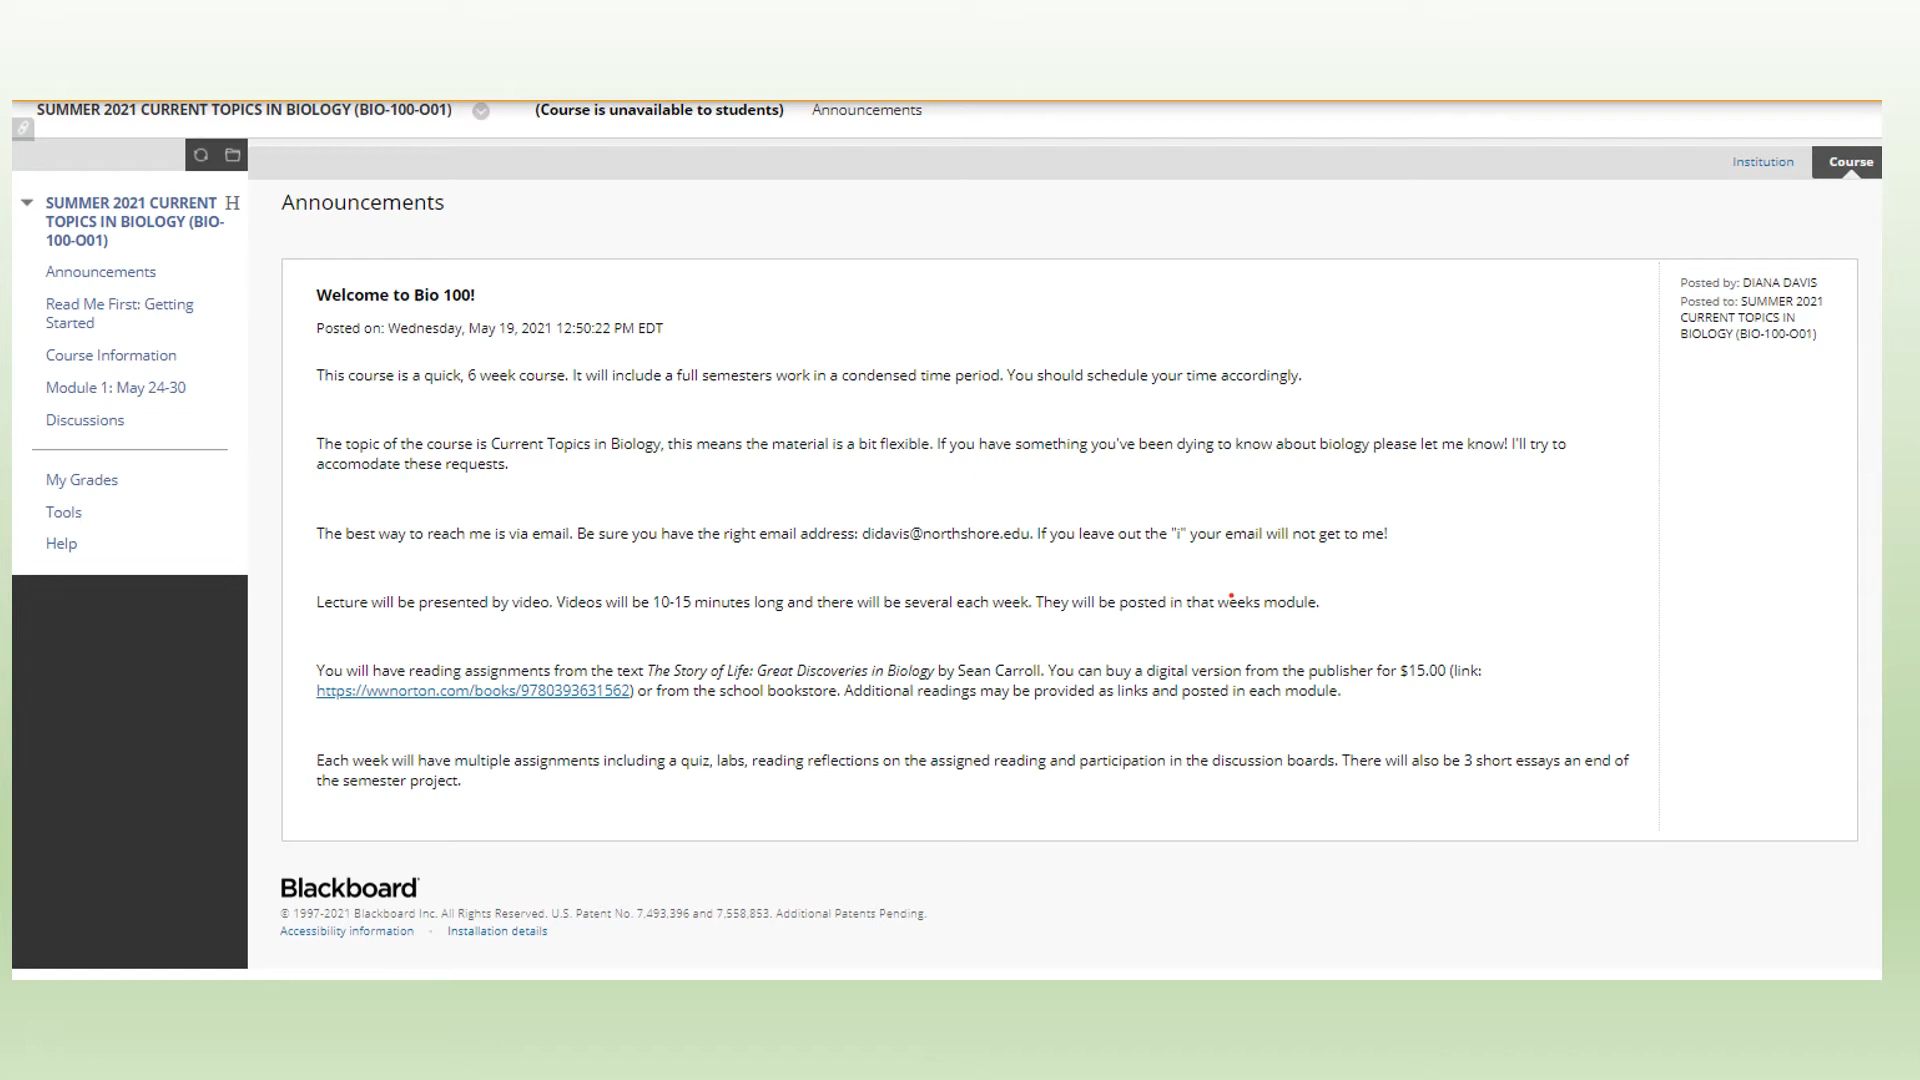 SUMMER 2021 CURRENT TOPICS IN BIOLOGY (BIO-100-O01) (Course is unavailable to students) Announcements
Institution Course
SUMMER 2021 CURRENT H
TOPICS IN BIOLOGY (BIO-
100-O01)
Announcements
Read Me First: Getting
Started
Course Information
Module 1: May 24-30
Discussions
My Grades
Tools
Help
Announcements
Welcome to Bio 100!
Posted on: Wednesday, May 19, 2021 12:50:22 PM EDT
This course is a quick, 6 week course. It will include a full semesters work in a condensed time period. You should schedule your time accordingly.
The topic of the course is Current Topics in Biology, this means the material is a bit flexible. If you have something you've been dying to know about biology please let me know! I'll try to
accomodate these requests.
The best way to reach me is via email. Be sure you have the right email address: didavis@northshore.edu. If you leave out the "i" your email will not get to me!
Lecture will be presented by video. Videos will be 10-15 minutes long and there will be several each week. They will be posted in that weeks module.
You will have reading assignments from the text The Story of Life: Great Discoveries in Biology by Sean Carroll. You can buy a digital version from the publisher for $15.00 (link:
https://wwnorton.com/books/9780393631562) or from the school bookstore. Additional readings may be provided as links and posted in each module.
Each week will have multiple assignments including a quiz, labs, reading reflections on the assigned reading and participation in the discussion boards. There will also be 3 short essays an end of
the semester project.
Posted by: DIANA DAVIS
Posted to: SUMMER 2021
CURRENT TOPICS IN
BIOLOGY (BIO-100-O01)
Blackboard
© 1997-2021 Blackboard Inc. All Rights Reserved. U.S. Patent No. 7,493,396 and 7,558,853. Additional Patents Pending.
Accessibility information - Installation details